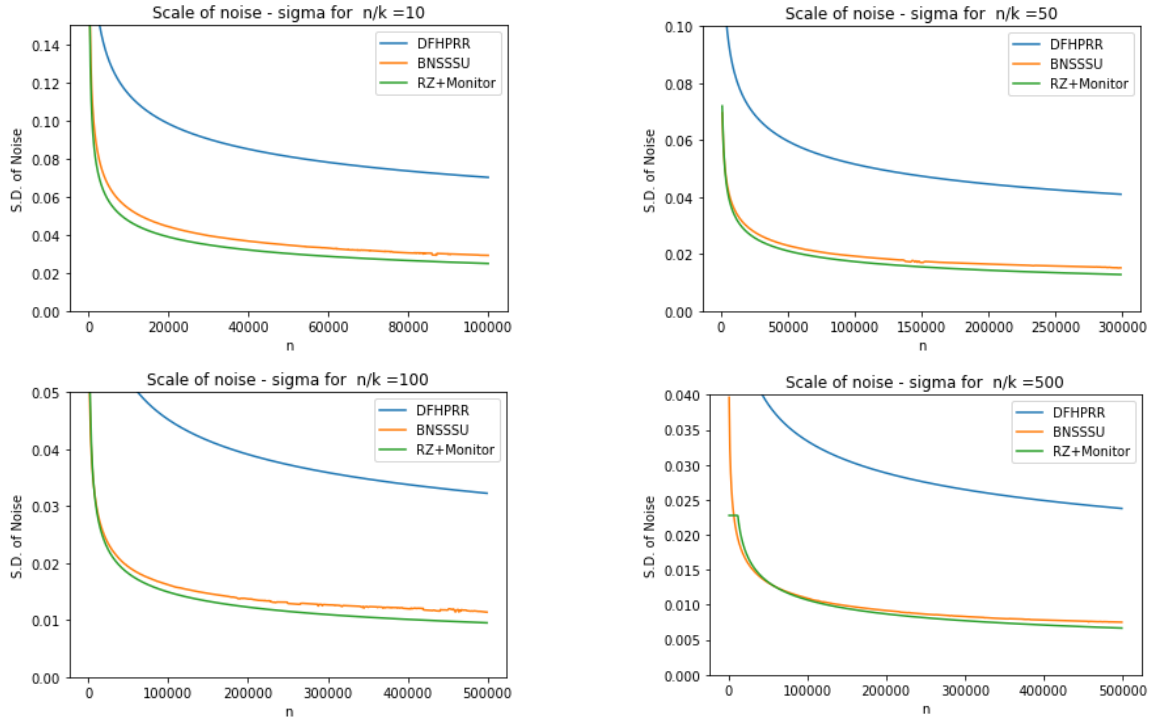 Scale of noise - sigma for n/k =10
S.D. of Noise
0.14
0.12
0.10
0.08
0.06
0.04
0.02
0.00
DFHPRR
BNSSSU
RZ+Monitor
0 20000 40000 60000 80000 100000
n
Scale of noise - sigma for n/k =50
S.D. of Noise
0.10
0.08
0.06
0.04
0.02
0.00
DFHPRR
BNSSSU
RZ+Monitor
0 50000 100000 150000 200000 250000 300000
n
Scale of noise - sigma for n/k =100
S.D. of Noise
0.05
0.04
0.03
0.02
0.01
0.00
DFHPRR
BNSSSU
RZ+Monitor
0 100000 200000 300000 400000 500000
n
Scale of noise - sigma for n/k =500
S.D. of Noise
0.040
0.035
0.030
0.025
0.020
0.015
0.010
0.005
0.000
DFHPRR
BNSSSU
RZ+Monitor
0 100000 200000 300000 400000 500000
n